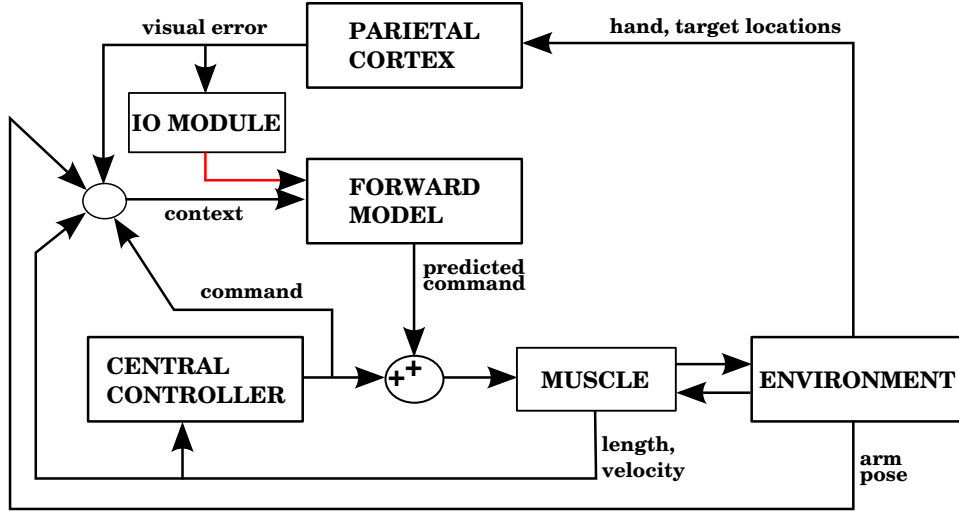 visual error
PARIETAL
CORTEX
hand, target locations
IO MODULE
FORWARD
MODEL
context
predicted
command
command
CENTRAL
CONTROLLER
++
MUSCLE
ENVIRONMENT
length,
velocity
arm
pose